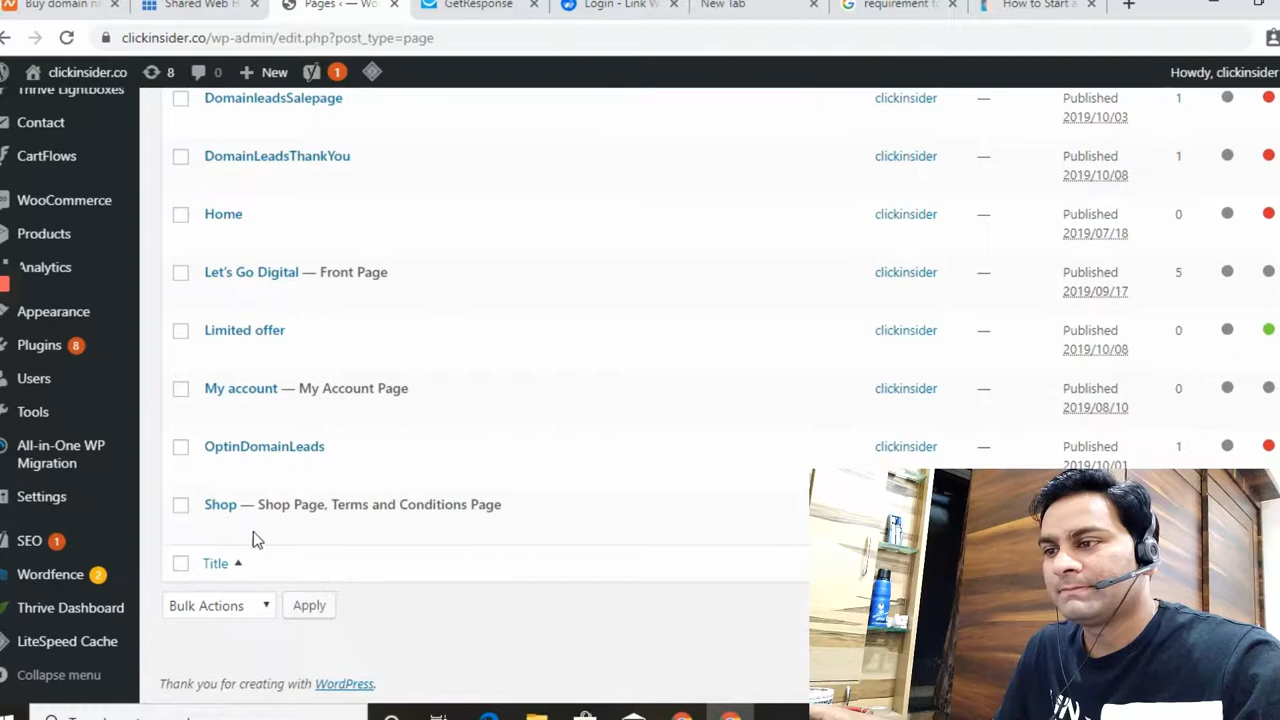 Buy domain na
Shared Web H
Pages ‹ — Wo
GetResponse
Login - Link W
New Tab
requirement to
How to Start a
clickinsider.co/wp-admin/edit.php?post_type=page
clickinsider.co
8
0
New
1
Howdy, clickinsider
Thrive Lightboxes
Contact
CartFlows
WooCommerce
Products
Analytics
Appearance
Plugins 8
Users
Tools
All-in-One WP
Migration
Settings
SEO 1
Wordfence 2
Thrive Dashboard
LiteSpeed Cache
Collapse menu
DomainleadsSalepage clickinsider — Published 1
2019/10/03
DomainLeadsThankYou clickinsider — Published 1
2019/10/08
Home clickinsider — Published 0
2019/07/18
Let's Go Digital — Front Page clickinsider — Published 5
2019/09/17
Limited offer clickinsider — Published 0
2019/10/08
My account — My Account Page clickinsider — Published 0
2019/08/10
OptinDomainLeads clickinsider — Published 1
2019/10/01
Shop — Shop Page, Terms and Conditions Page
Title
Bulk Actions
Apply
Thank you for creating with WordPress.